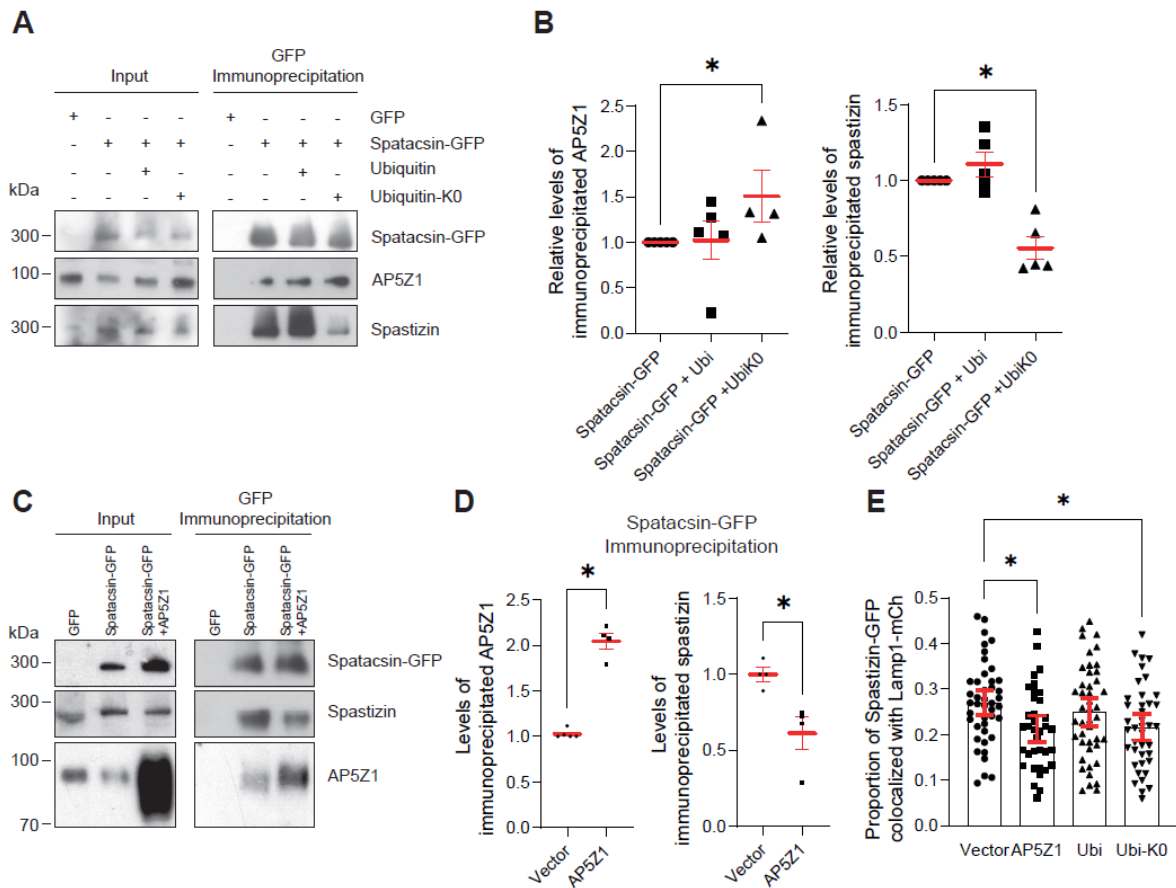 A
Input
GFP
Immunoprecipitation
+ - - - + - - - GFP
- + + + - + + + Spatacsin-GFP
- - + - - - + - Ubiquitin
- - - + - - - + Ubiquitin-K0
kDa
300 Spatacsin-GFP
100 AP5Z1
300 Spastizin
B
Relative levels of
immunoprecipitated AP5Z1
2.5
2.0
1.5
1.0
0.5
0.0
*
Spatacsin-GFP
Spatacsin-GFP + Ubi
Spatacsin-GFP +UbiK0
Relative levels of
immunoprecipitated spastizin
1.5
1.0
0.5
0.0
*
Spatacsin-GFP
Spatacsin-GFP + Ubi
Spatacsin-GFP +UbiK0
C
Input
GFP
Immunoprecipitation
GFP
Spatacsin-GFP
Spatacsin-GFP
+AP5Z1
GFP
Spatacsin-GFP
Spatacsin-GFP
+AP5Z1
kDa
300 Spatacsin-GFP
300 Spastizin
100 AP5Z1
70
D
Spatacsin-GFP
Immunoprecipitation
Levels of
immunoprecipitated AP5Z1
2.5
2.0
1.5
1.0
0.5
0.0
*
Vector
AP5Z1
Levels of
immunoprecipitated spastizin
1.5
1.0
0.5
0.0
*
Vector
AP5Z1
E
Proportion of Spastizin-GFP
colocalized with Lamp1-mCh
0.5
0.4
0.3
0.2
0.1
0.0
*
*
Vector AP5Z1 Ubi Ubi-K0